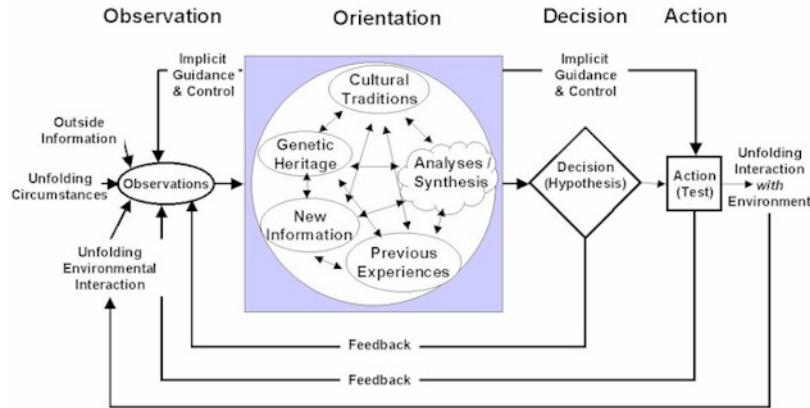 Observation
Orientation
Decision
Action
Implicit
Guidance
& Control
Cultural
Traditions
Implicit
Guidance
& Control
Outside
Information
Genetic
Heritage
Analyses /
Synthesis
Unfolding
Circumstances
Observations
Decision
(Hypothesis)
Action
(Test)
Unfolding
Interaction
with
Environment
New
Information
Previous
Experiences
Unfolding
Environmental
Interaction
Feedback
Feedback